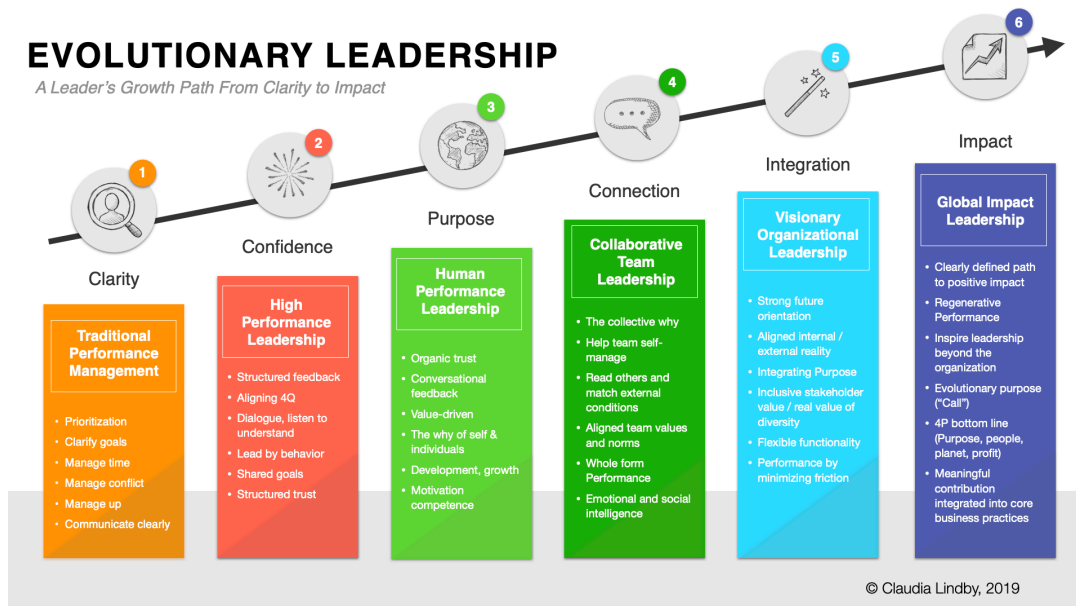 EVOLUTIONARY LEADERSHIP
A Leader's Growth Path From Clarity to Impact
1
Clarity
Traditional
Performance
Management
• Prioritization
• Clarify goals
• Manage time
• Manage conflict
• Manage up
• Communicate clearly
2
Confidence
High
Performance
Leadership
• Structured feedback
• Aligning 4Q
• Dialogue, listen to
understand
• Lead by behavior
• Shared goals
• Structured trust
3
Purpose
Human
Performance
Leadership
• Organic trust
• Conversational
feedback
• Value-driven
• The why of self &
individuals
• Development, growth
• Motivation
competence
4
Connection
Collaborative
Team
Leadership
• The collective why
• Help team self-
manage
• Read others and
match external
conditions
• Aligned team values
and norms
• Whole form
Performance
• Emotional and social
intelligence
5
Integration
Visionary
Organizational
Leadership
• Strong future
orientation
• Aligned internal /
external reality
• Integrating Purpose
• Inclusive stakeholder
value / real value of
diversity
• Flexible functionality
• Performance by
minimizing friction
6
Impact
Global Impact
Leadership
• Clearly defined path
to positive impact
• Regenerative
Performance
• Inspire leadership
beyond the
organization
• Evolutionary purpose
(“Call”)
• 4P bottom line
(Purpose, people,
planet, profit)
• Meaningful
contribution
integrated into core
business practices
© Claudia Lindby, 2019